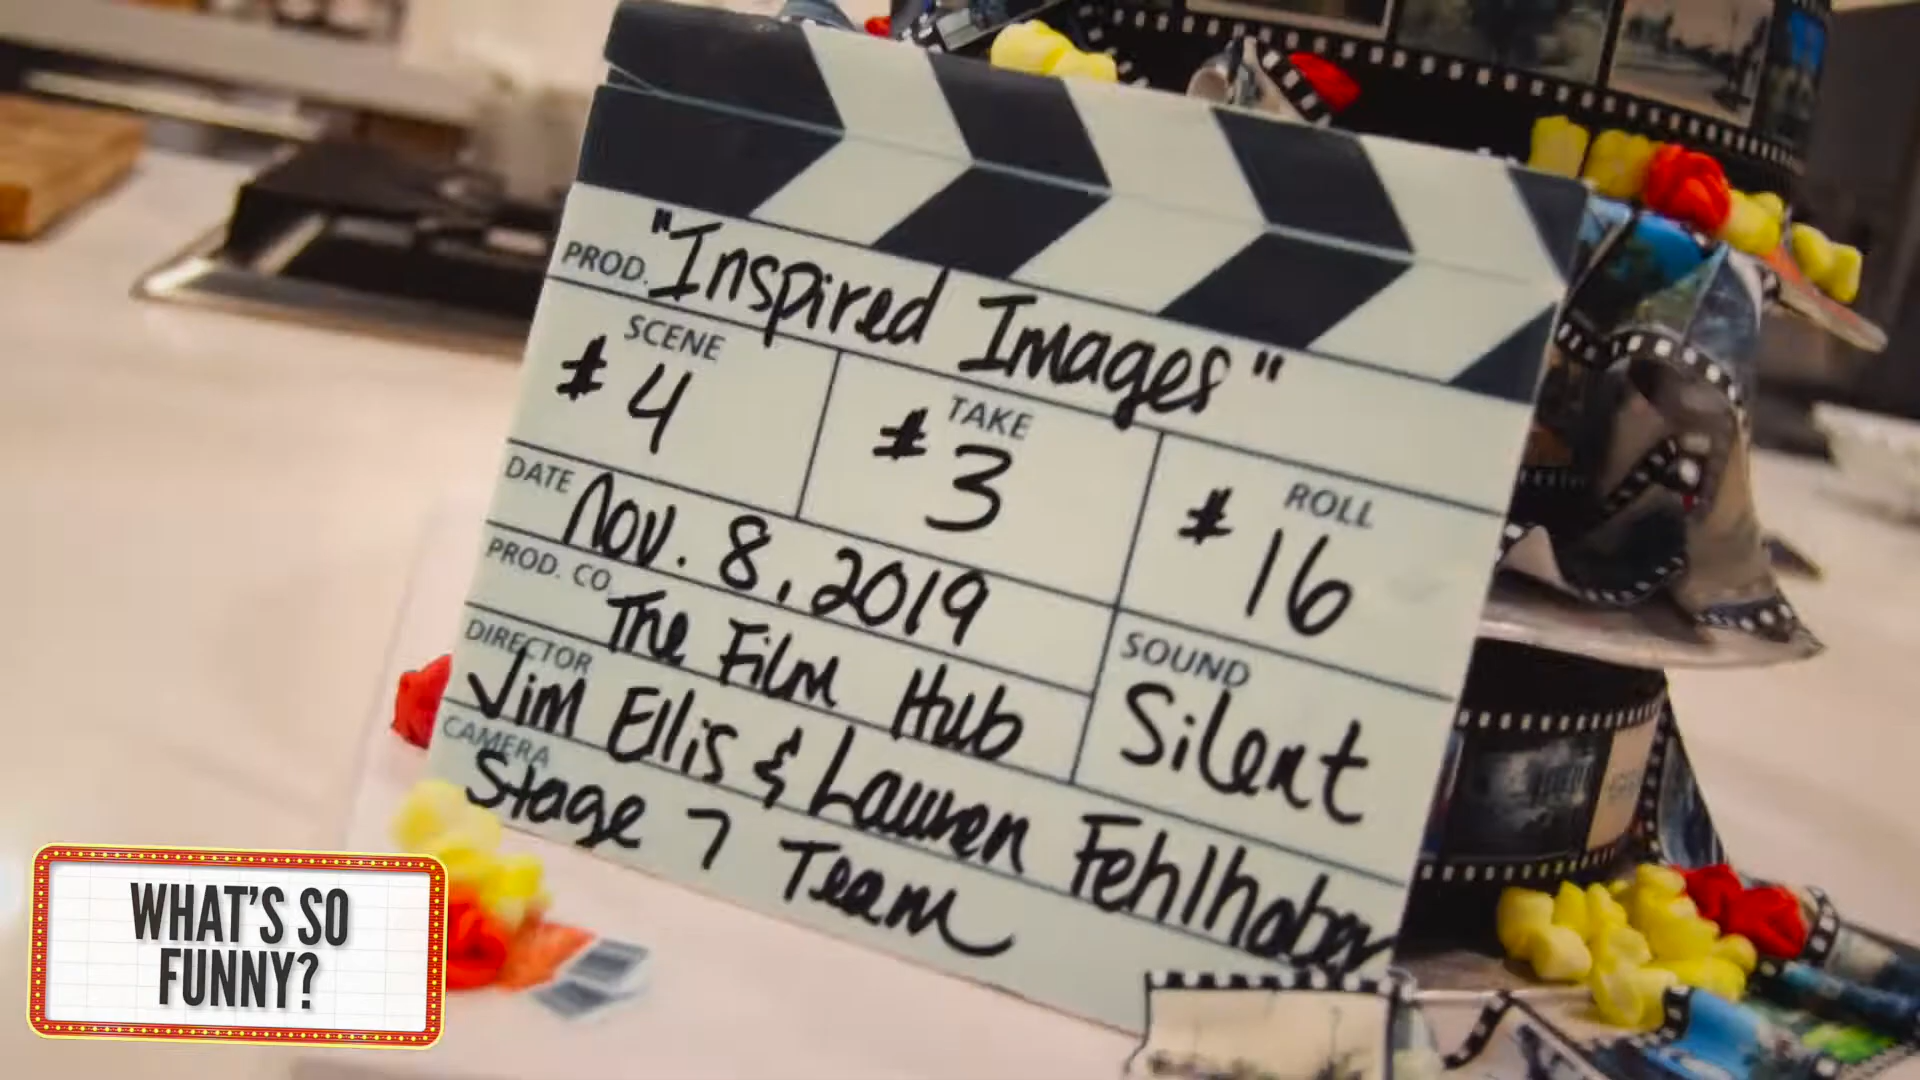 PROD. "Inspired Images"
SCENE
# 4
TAKE
# 3
ROLL
# 16
DATE Nov. 8, 2019
PROD. CO. The Film Hub
SOUND
Silent
DIRECTOR Jim Ellis & Lauren Fehlhaber
CAMERA Stage 7 Team
WHAT'S SO
FUNNY?